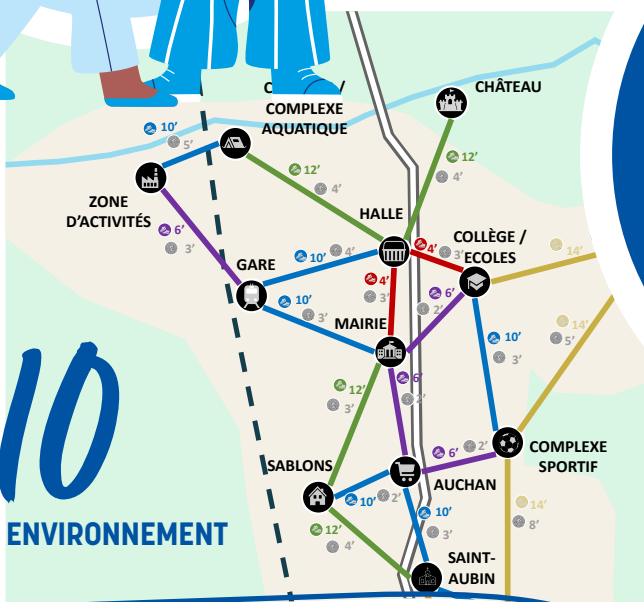 CHÂTEAU
COMPLEXE
AQUATIQUE
10'
5'
12'
4'
12'
4'
ZONE
D'ACTIVITÉS
HALLE
COLLÈGE /
ECOLES
6'
3'
GARE
10'
4'
4'
3'
14'
4'
3'
6'
2'
10'
3'
MAIRIE
10'
3'
14'
5'
12'
3'
6'
2'
10
SABLONS
6'
2'
COMPLEXE
SPORTIF
10'
2'
AUCHAN
10'
3'
14'
8'
ENVIRONNEMENT
12'
4'
SAINT-
AUBIN